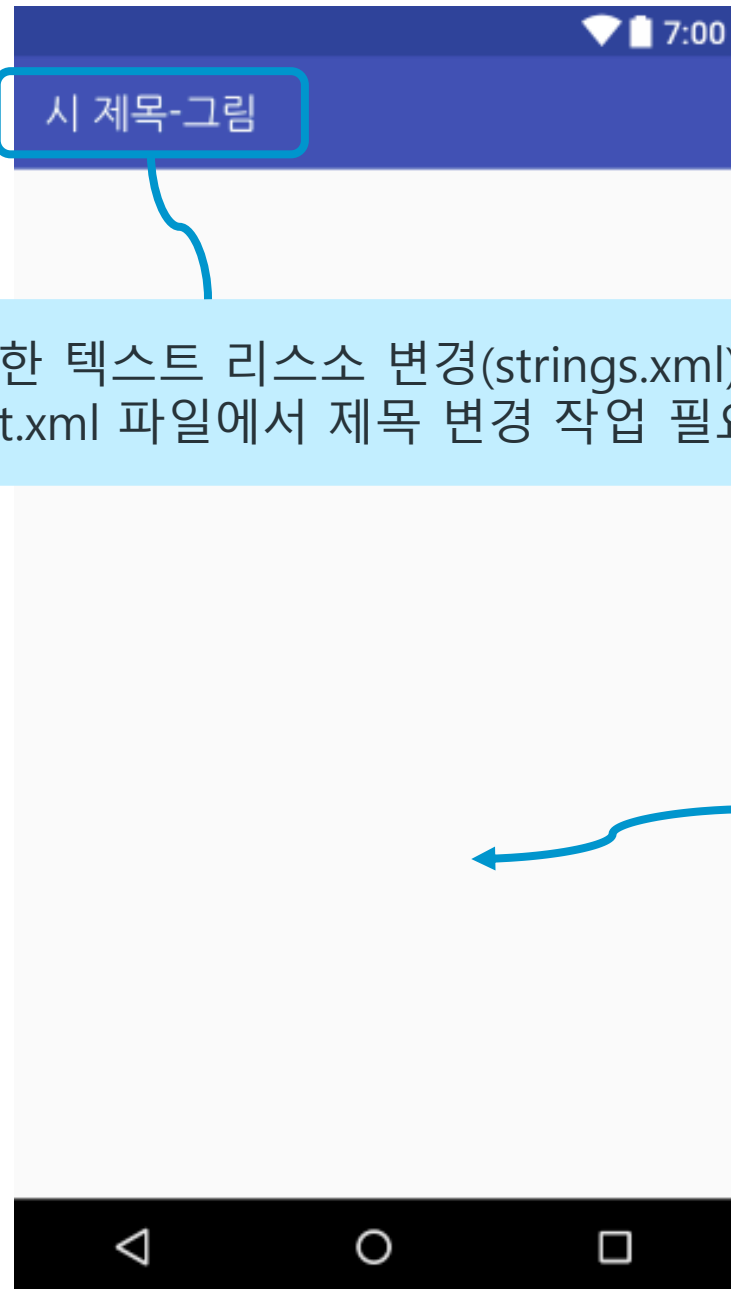 7:00
시 제목-그림
한 텍스트 리스소 변경(strings.xml)
t.xml 파일에서 제목 변경 작업